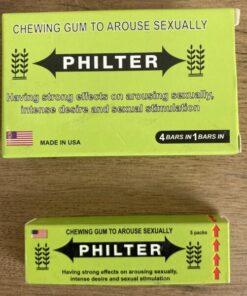 CHEWING GUM TO AROUSE SEXUALLY
PHILTER
Having strong effects on arousing sexually,
intense desire and sexual stimulation
MADE IN USA
4 BARS IN 1 BARS IN
CHEWING GUM TO AROUSE SEXUALLY
5 packs
PHILTER
Having strong effects on arousing sexually,
intense desire and sexual stimulation